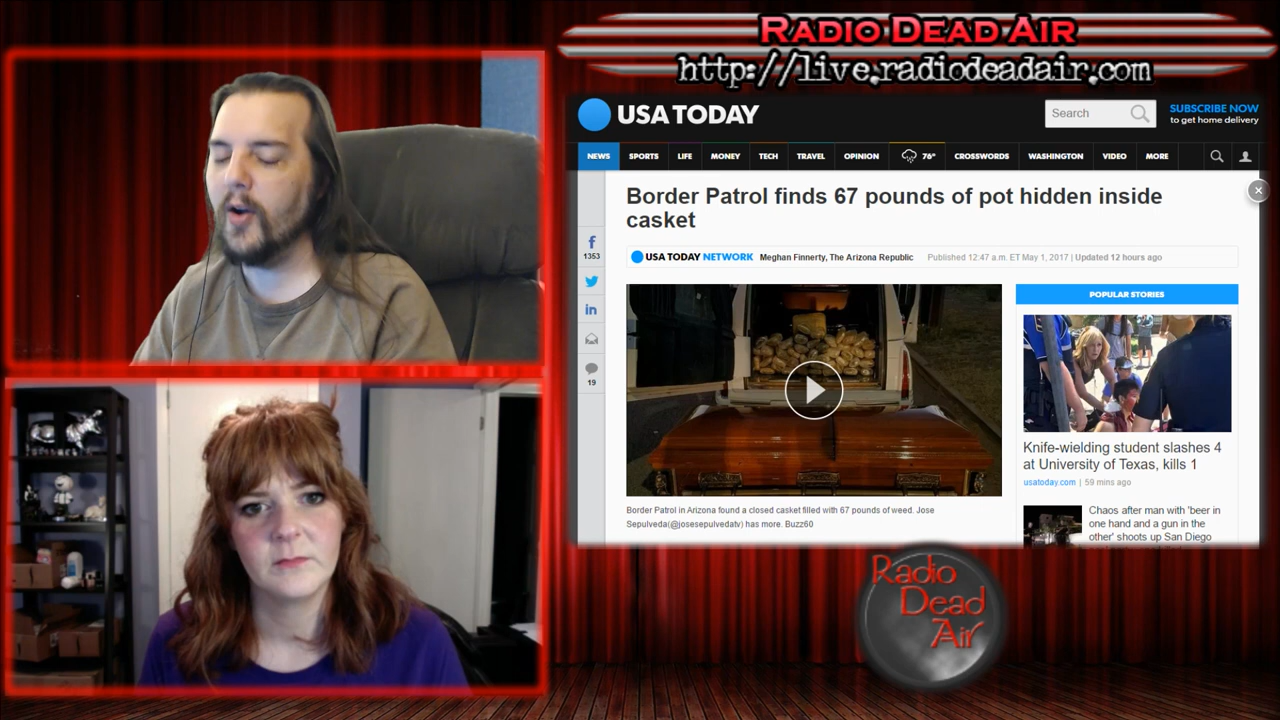 RADIO DEAD AIR
http://live.radiodeadair.com
USA TODAY
Search
SUBSCRIBE NOW
to get home delivery
NEWS SPORTS LIFE MONEY TECH TRAVEL OPINION 76° CROSSWORDS WASHINGTON VIDEO MORE
Border Patrol finds 67 pounds of pot hidden inside
casket
f
1353
in
19
USA TODAY NETWORK Meghan Finnerty, The Arizona Republic Published 12:47 a.m. ET May 1, 2017 | Updated 12 hours ago
Border Patrol in Arizona found a closed casket filled with 67 pounds of weed. Jose
Sepulveda(@josesepulvedatv) has more. Buzz60
POPULAR STORIES
Knife-wielding student slashes 4
at University of Texas, kills 1
usatoday.com | 59 mins ago
Chaos after man with 'beer in
one hand and a gun in the
other' shoots up San Diego
Radio
Dead
Air